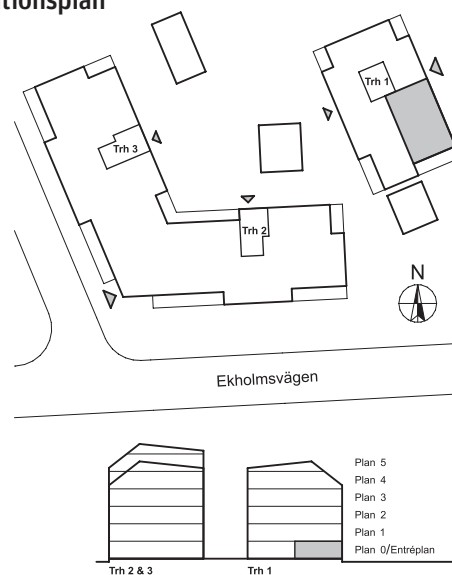 tionsplan
Trh 1
Trh 3
Trh 2
N
Ekholmsvägen
Plan 5
Plan 4
Plan 3
Plan 2
Plan 1
Plan 0/Entréplan
Trh 2 & 3
Trh 1